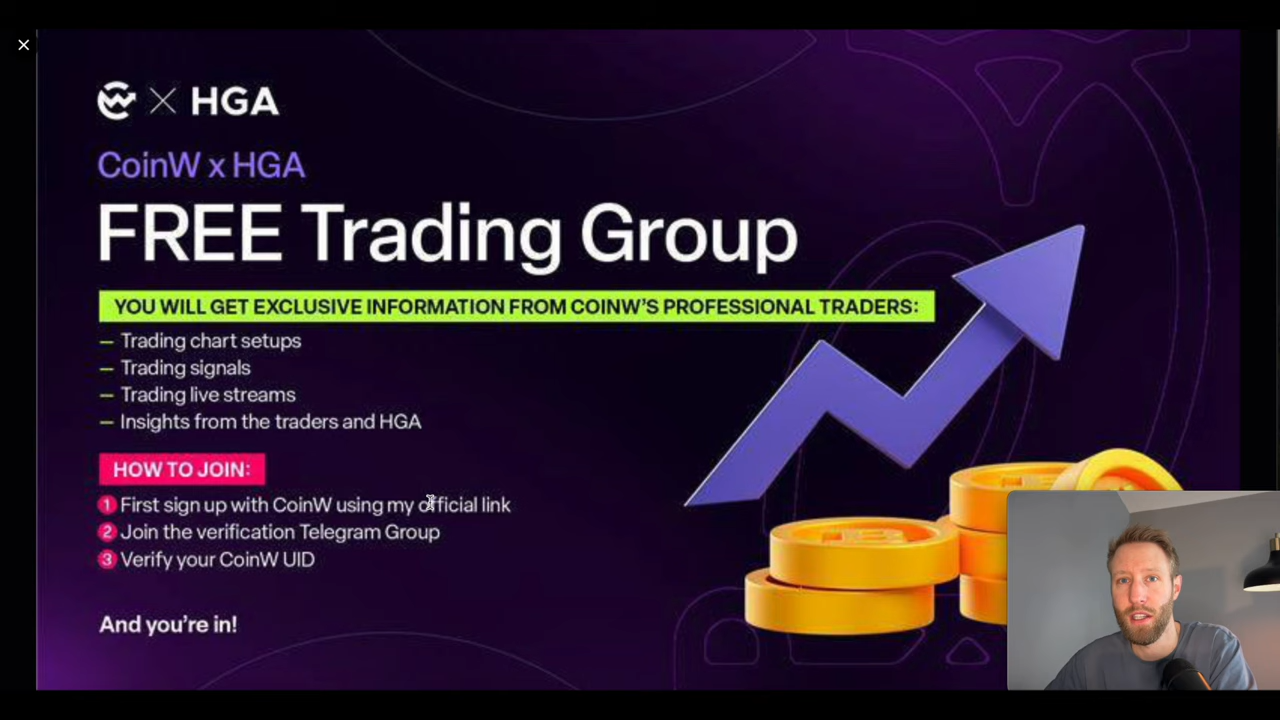 HGA
CoinW x HGA
FREE Trading Group
YOU WILL GET EXCLUSIVE INFORMATION FROM COINW'S PROFESSIONAL TRADERS:
– Trading chart setups
– Trading signals
– Trading live streams
– Insights from the traders and HGA
HOW TO JOIN:
1 First sign up with CoinW using my official link
2 Join the verification Telegram Group
3 Verify your CoinW UID
And you're in!